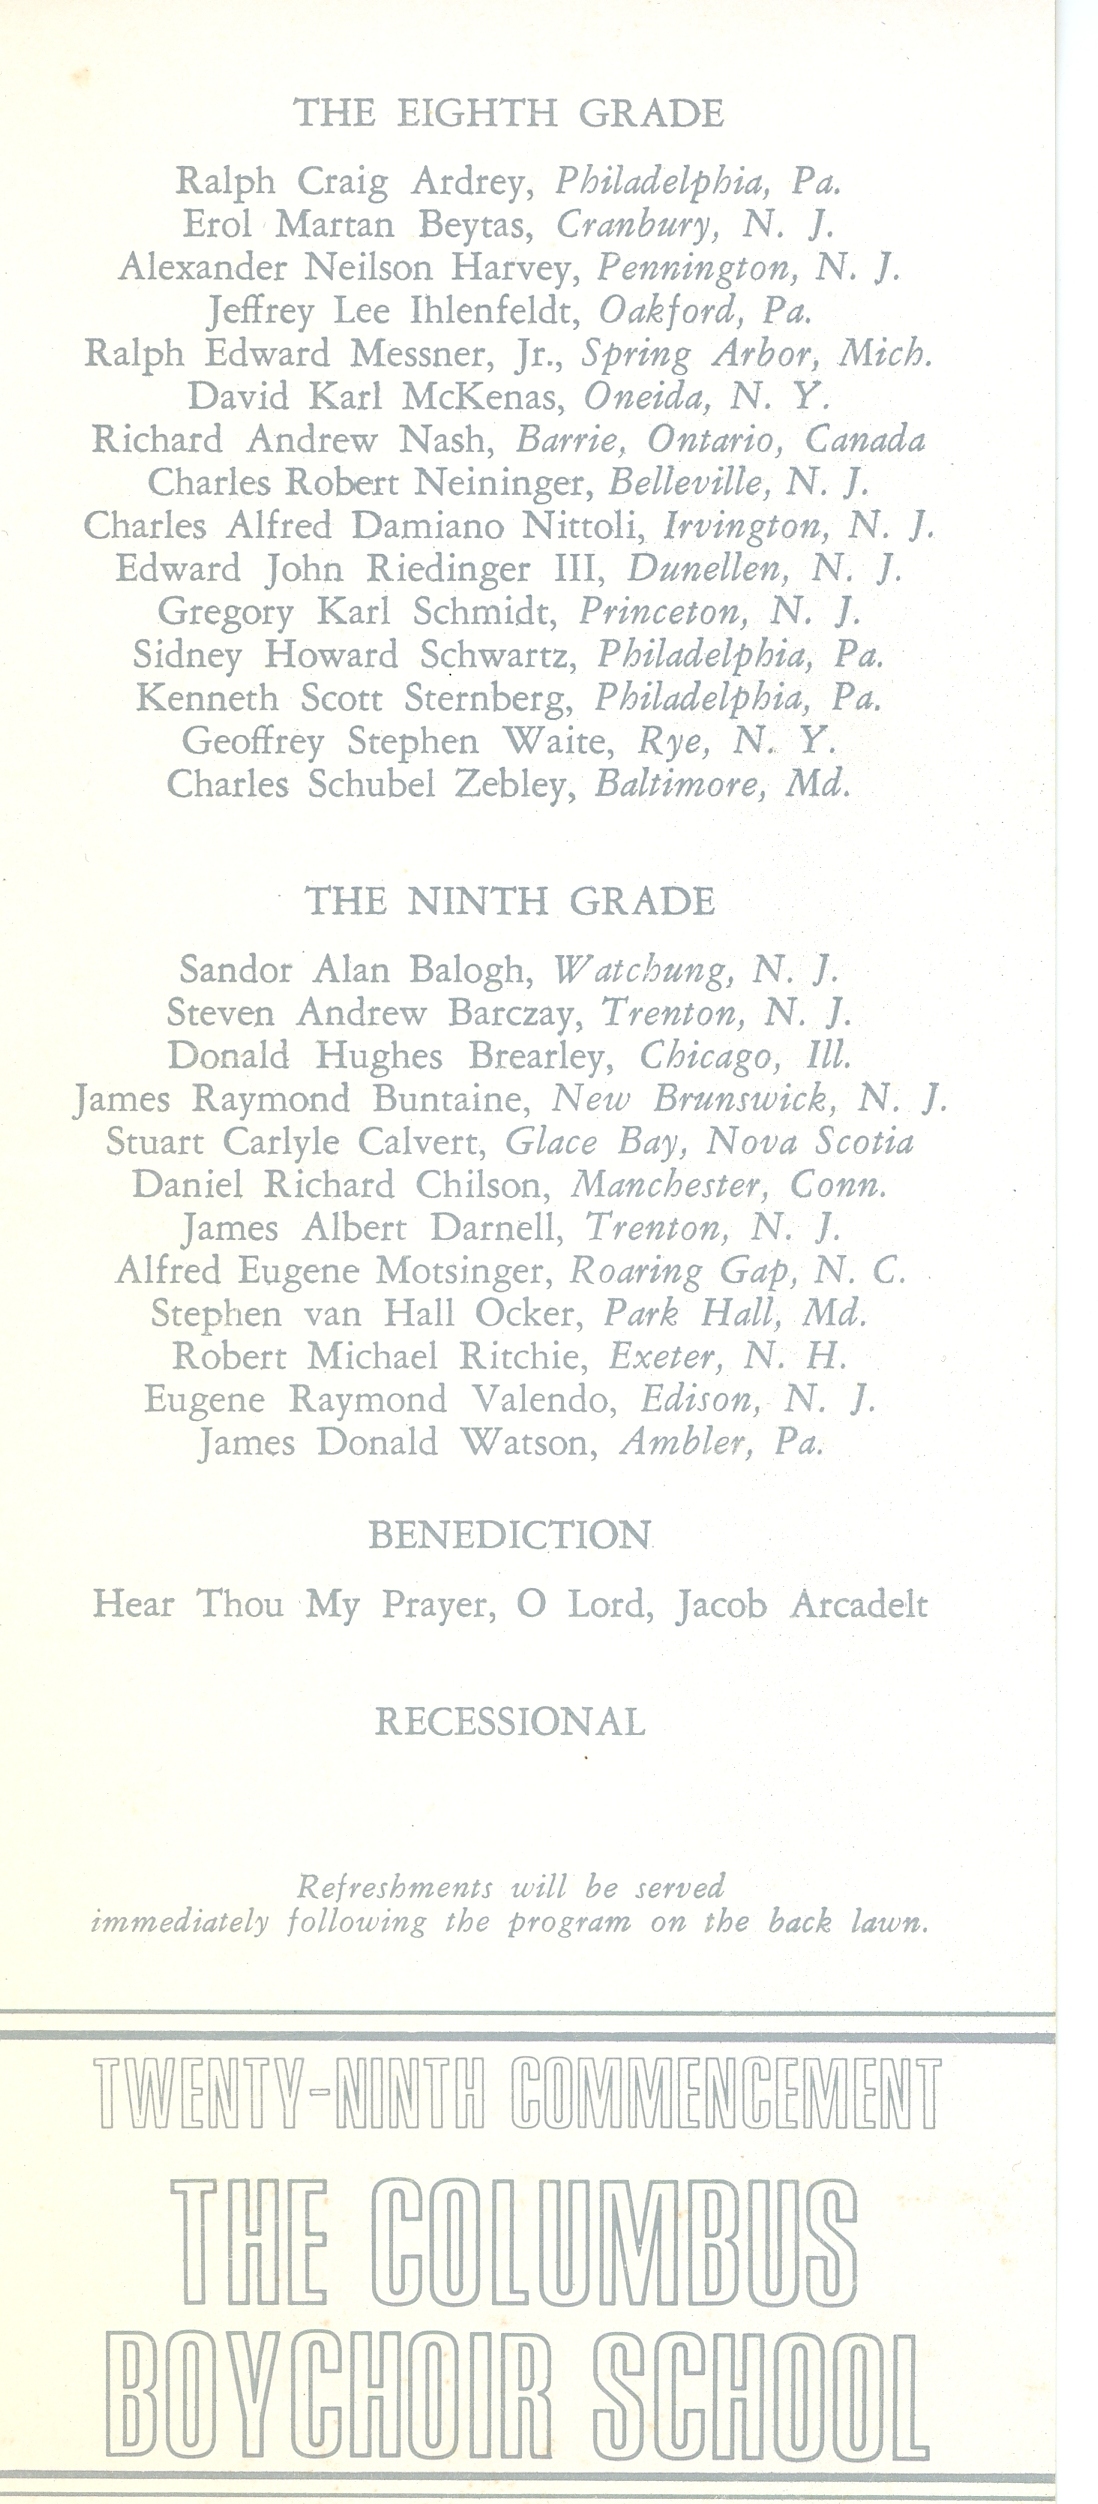 THE EIGHTH GRADE
Ralph Craig Ardrey, Philadelphia, Pa.
Erol Martan Beytas, Cranbury, N. J.
Alexander Neilson Harvey, Pennington, N. J.
Jeffrey Lee Ihlenfeldt, Oakford, Pa.
Ralph Edward Messner, Jr., Spring Arbor, Mich.
David Karl McKenas, Oneida, N. Y.
Richard Andrew Nash, Barrie, Ontario, Canada
Charles Robert Neininger, Belleville, N. J.
Charles Alfred Damiano Nittoli, Irvington, N. J.
Edward John Riedinger III, Dunellen, N. J.
Gregory Karl Schmidt, Princeton, N. J.
Sidney Howard Schwartz, Philadelphia, Pa.
Kenneth Scott Sternberg, Philadelphia, Pa.
Geoffrey Stephen Waite, Rye, N. Y.
Charles Schubel Zebley, Baltimore, Md.
THE NINTH GRADE
Sandor Alan Balogh, Watchung, N. J.
Steven Andrew Barczay, Trenton, N. J.
Donald Hughes Brearley, Chicago, Ill.
James Raymond Buntaine, New Brunswick, N. J.
Stuart Carlyle Calvert, Glace Bay, Nova Scotia
Daniel Richard Chilson, Manchester, Conn.
James Albert Darnell, Trenton, N. J.
Alfred Eugene Motsinger, Roaring Gap, N. C.
Stephen van Hall Ocker, Park Hall, Md.
Robert Michael Ritchie, Exeter, N. H.
Eugene Raymond Valendo, Edison, N. J.
James Donald Watson, Ambler, Pa.
BENEDICTION
Hear Thou My Prayer, O Lord, Jacob Arcadelt
RECESSIONAL
Refreshments will be served
immediately following the program on the back lawn.
TWENTY-NINTH COMMENCEMENT
THE COLUMBUS
BOYCHOIR SCHOOL